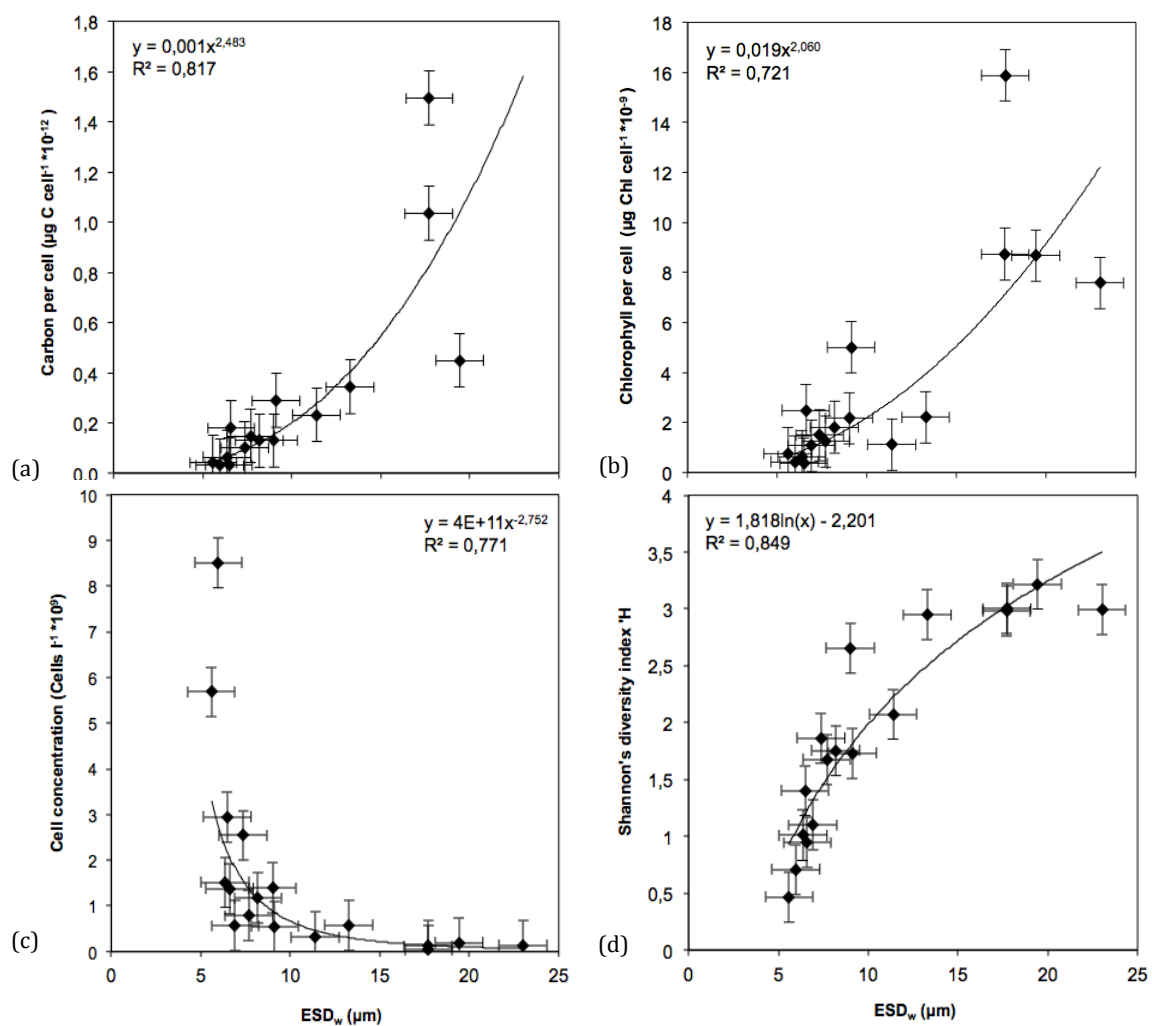 y = 0,001x^2,483
R² = 0,817
1,8
1,6
1,4
1,2
1,0
0,8
0,6
0,4
0,2
0,0
Carbon per cell (µg C cell⁻¹ *10⁻¹²)
(a)
y = 0,019x^2,060
R² = 0,721
18
16
14
12
10
8
6
4
2
0
Chlorophyll per cell (µg Chl cell⁻¹ *10⁻⁹)
(b)
y = 4E+11x^-2,752
R² = 0,771
10
9
8
7
6
5
4
3
2
1
0
Cell concentration (Cells l⁻¹ *10⁹)
(c)
0 5 10 15 20 25
ESDw (µm)
y = 1,818ln(x) - 2,201
R² = 0,849
4
3,5
3
2,5
2
1,5
1
0,5
0
Shannon's diversity index 'H
(d)
0 5 10 15 20 25
ESDw (µm)